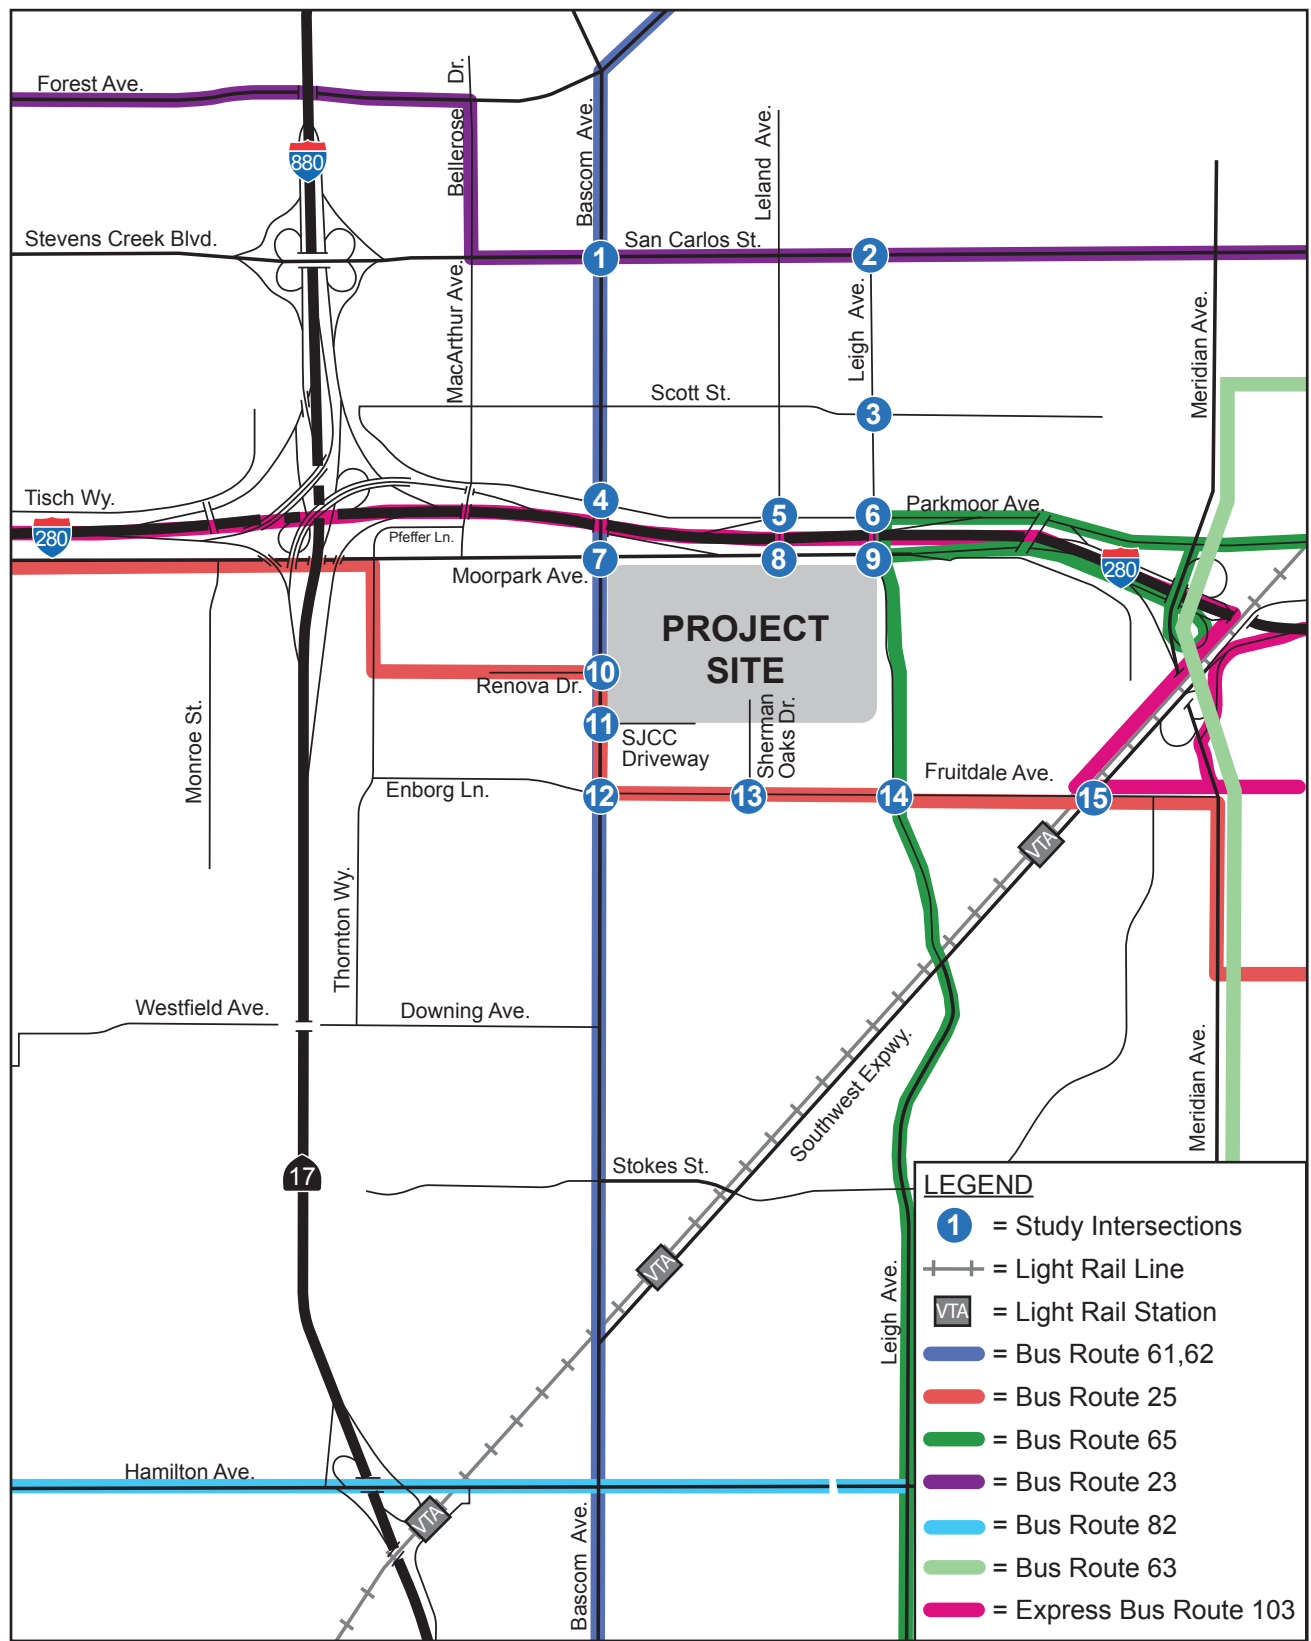 Forest Ave.
Bellerose Dr.
Bascom Ave.
Leland Ave.
880
Stevens Creek Blvd.
San Carlos St.
1
2
MacArthur Ave.
Leigh Ave.
Meridian Ave.
Scott St.
3
Tisch Wy.
4
5
6
Parkmoor Ave.
280
Pfeffer Ln.
7
8
9
280
Moorpark Ave.
PROJECT
SITE
10
Renova Dr.
11
SJCC
Driveway
Sherman
Oaks Dr.
Monroe St.
Enborg Ln.
12
13
14
Fruitdale Ave.
15
VTA
Thornton Wy.
Westfield Ave.
Downing Ave.
Southwest Expwy.
Meridian Ave.
17
Stokes St.
VTA
Leigh Ave.
Hamilton Ave.
VTA
Bascom Ave.
LEGEND
1 = Study Intersections
= Light Rail Line
VTA = Light Rail Station
= Bus Route 61,62
= Bus Route 25
= Bus Route 65
= Bus Route 23
= Bus Route 82
= Bus Route 63
= Express Bus Route 103